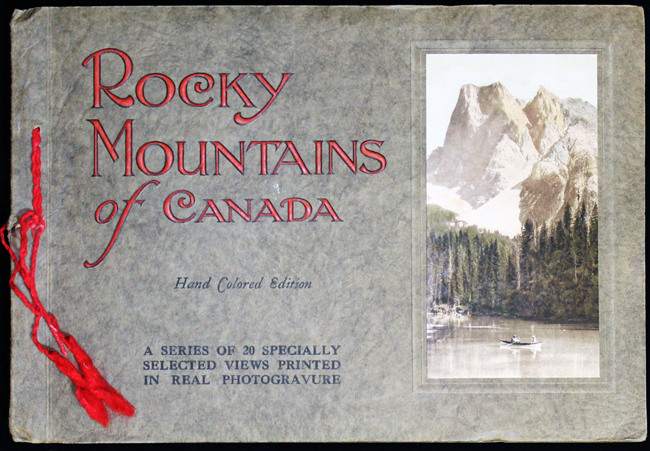 ROCKY
MOUNTAINS
of CANADA
Hand Colored Edition
A SERIES OF 20 SPECIALLY
SELECTED VIEWS PRINTED
IN REAL PHOTOGRAVURE